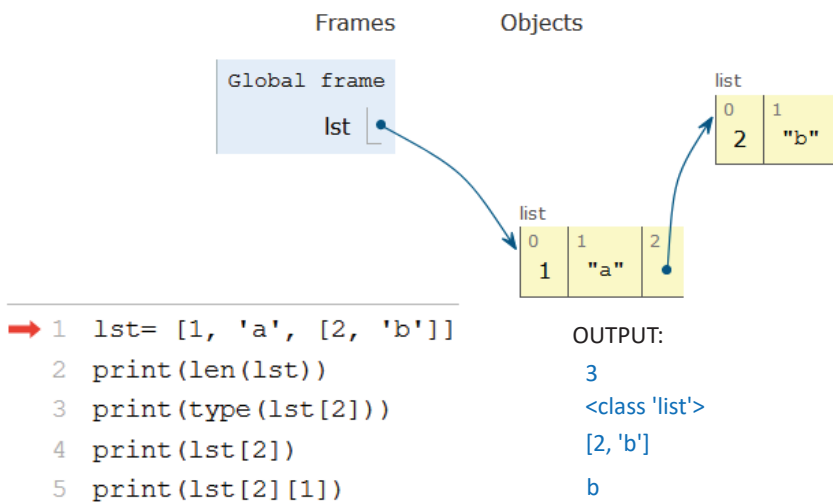 Frames Objects
Global frame
lst
list
0 1
2 "b"
list
0 1 2
1 "a"
1 lst= [1, 'a', [2, 'b']]
2 print(len(lst))
3 print(type(lst[2]))
4 print(lst[2])
5 print(lst[2][1])
OUTPUT:
3
<class 'list'>
[2, 'b']
b